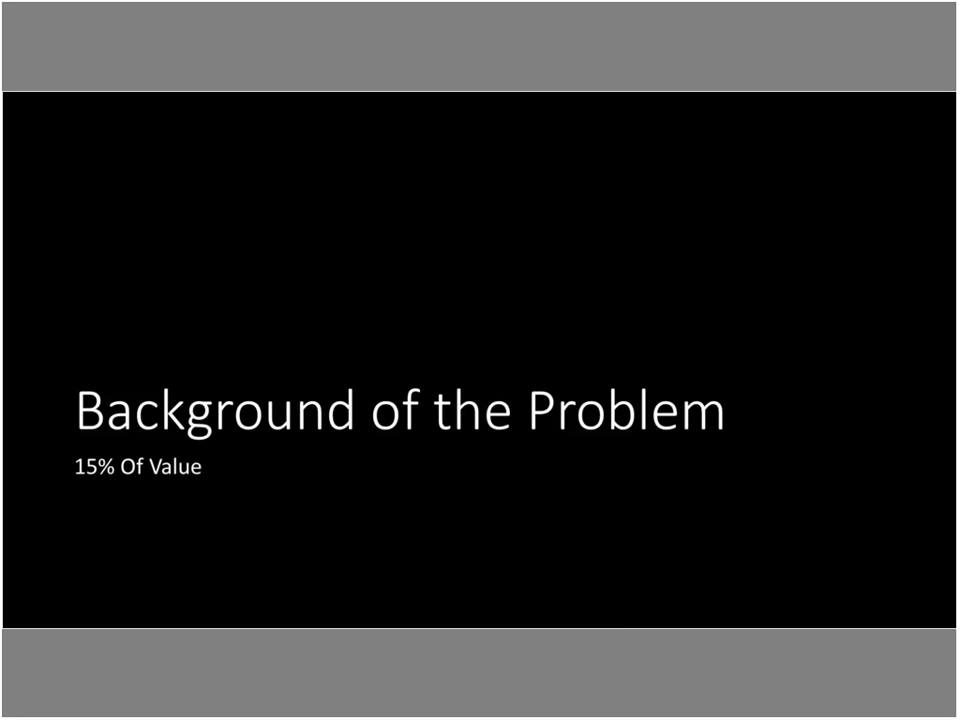 Background of the Problem
15% Of Value